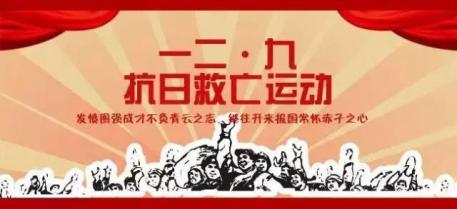 一二·九
抗日救亡运动
发愤图强成才不负青云之志 继往开来报国常怀赤子之心